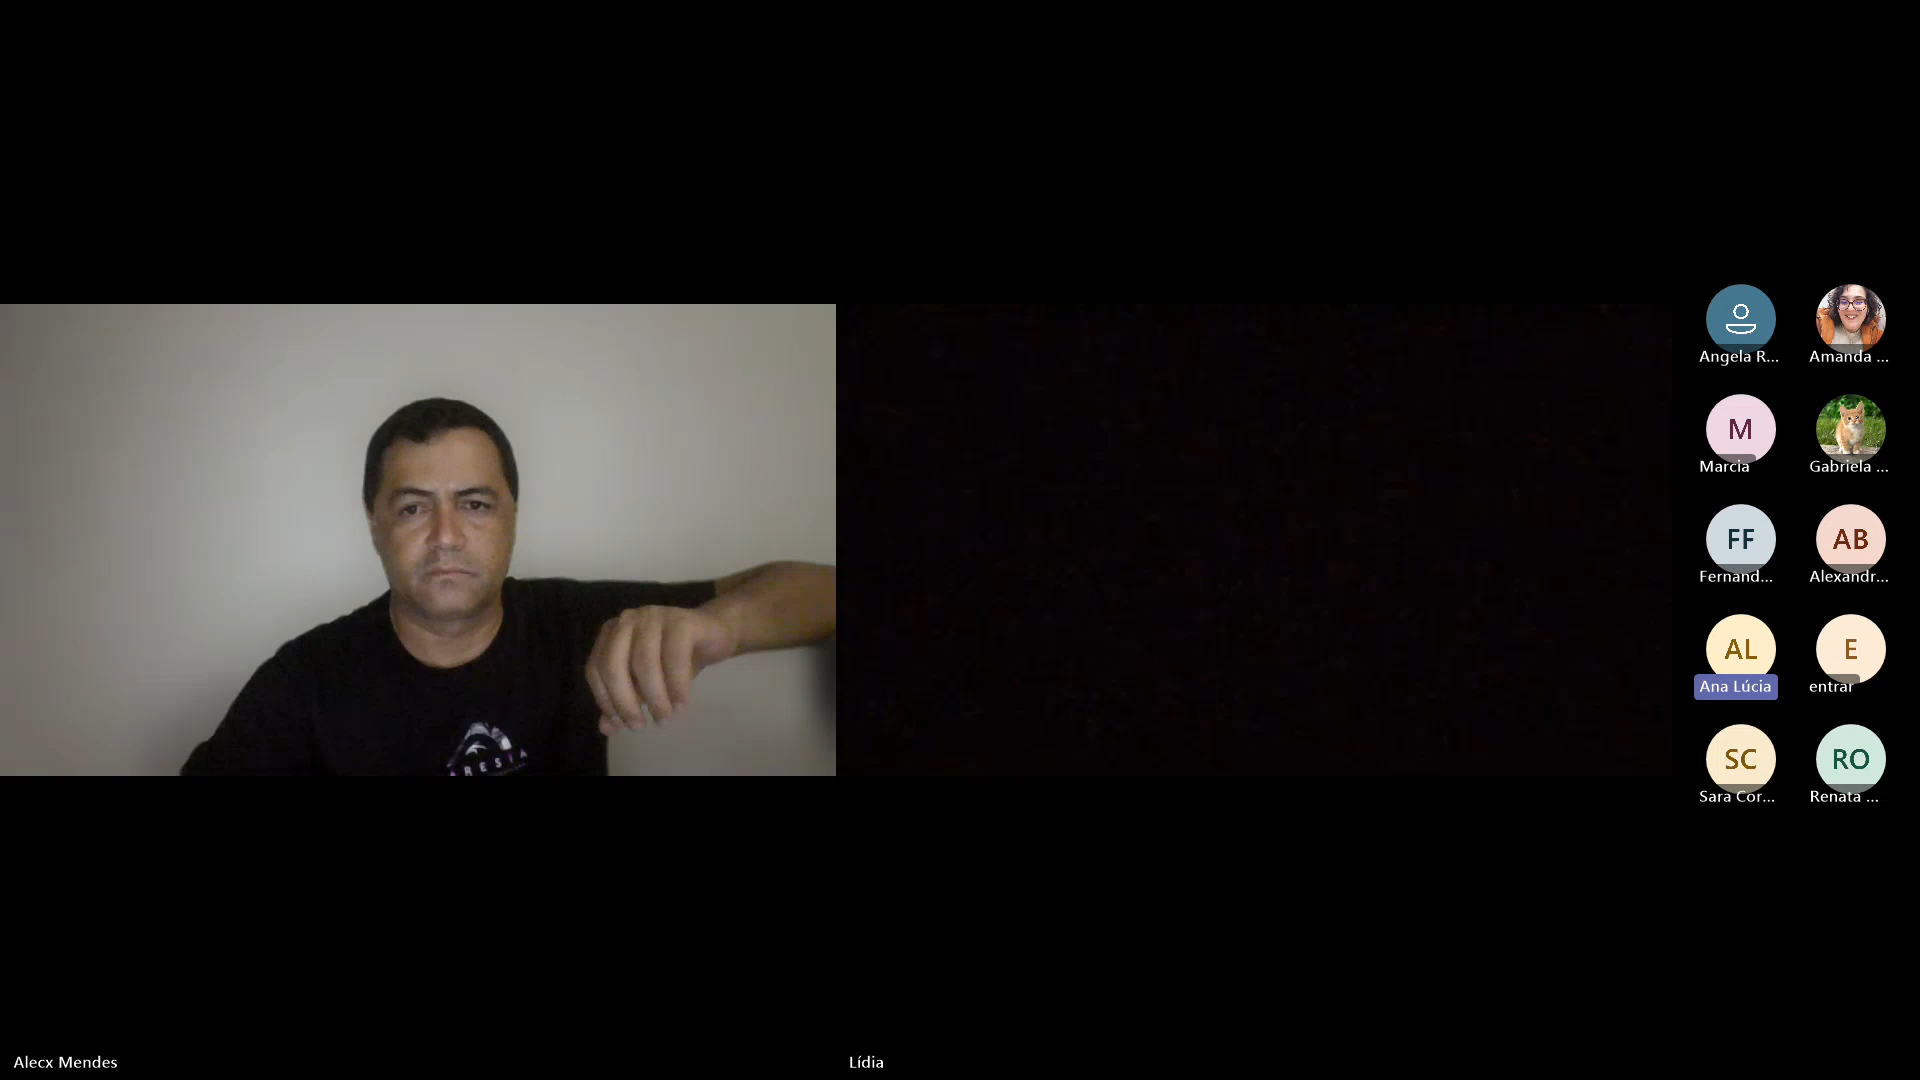 Angela R...
Amanda ...
M
Marcia
Gabriela ...
FF
Fernand...
AB
Alexandr...
AL
Ana Lúcia
E
entrar
SC
Sara Cor...
RO
Renata ...
Alecx Mendes
Lídia